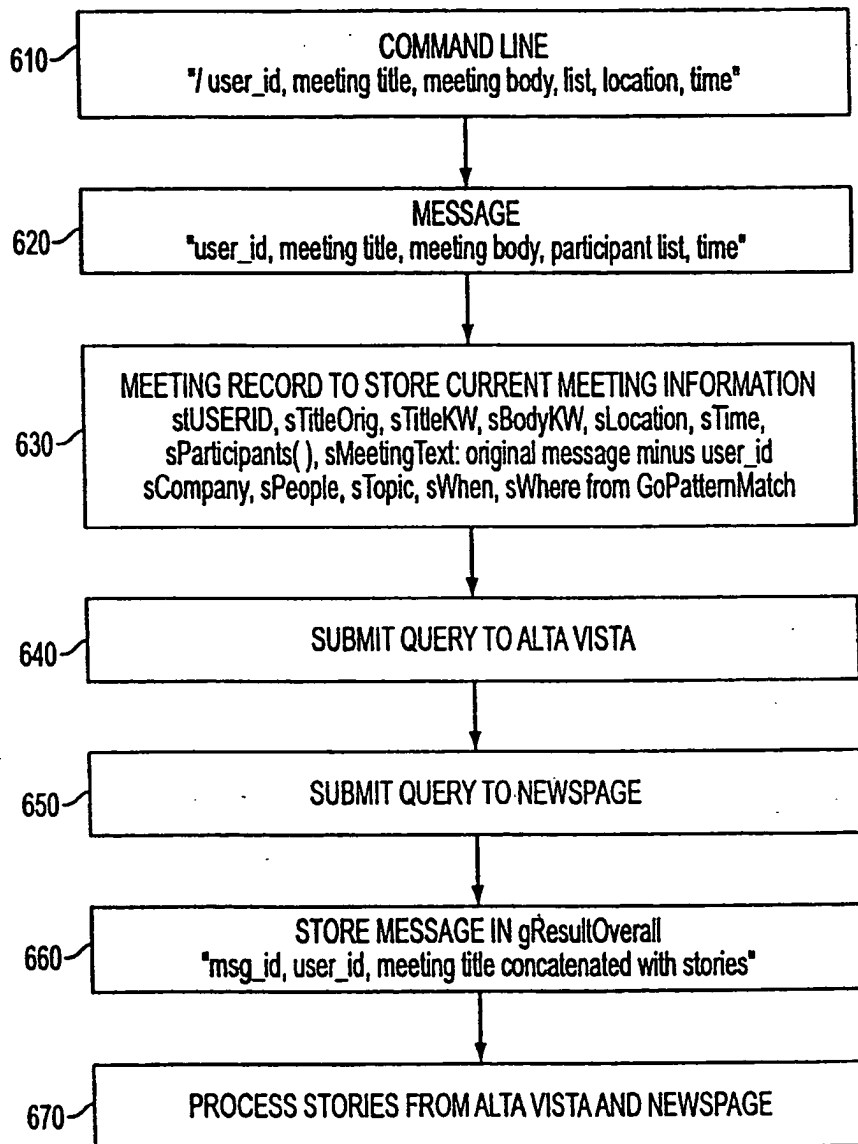 610
COMMAND LINE
"/ user_id, meeting title, meeting body, list, location, time"
620
MESSAGE
"user_id, meeting title, meeting body, participant list, time"
630
MEETING RECORD TO STORE CURRENT MEETING INFORMATION
stUSERID, sTitleOrig, sTitleKW, sBodyKW, sLocation, sTime,
sParticipants( ), sMeetingText: original message minus user_id
sCompany, sPeople, sTopic, sWhen, sWhere from GoPatternMatch
640
SUBMIT QUERY TO ALTA VISTA
650
SUBMIT QUERY TO NEWSPAGE
660
STORE MESSAGE IN gResultOverall
"msg_id, user_id, meeting title concatenated with stories"
670
PROCESS STORIES FROM ALTA VISTA AND NEWSPAGE